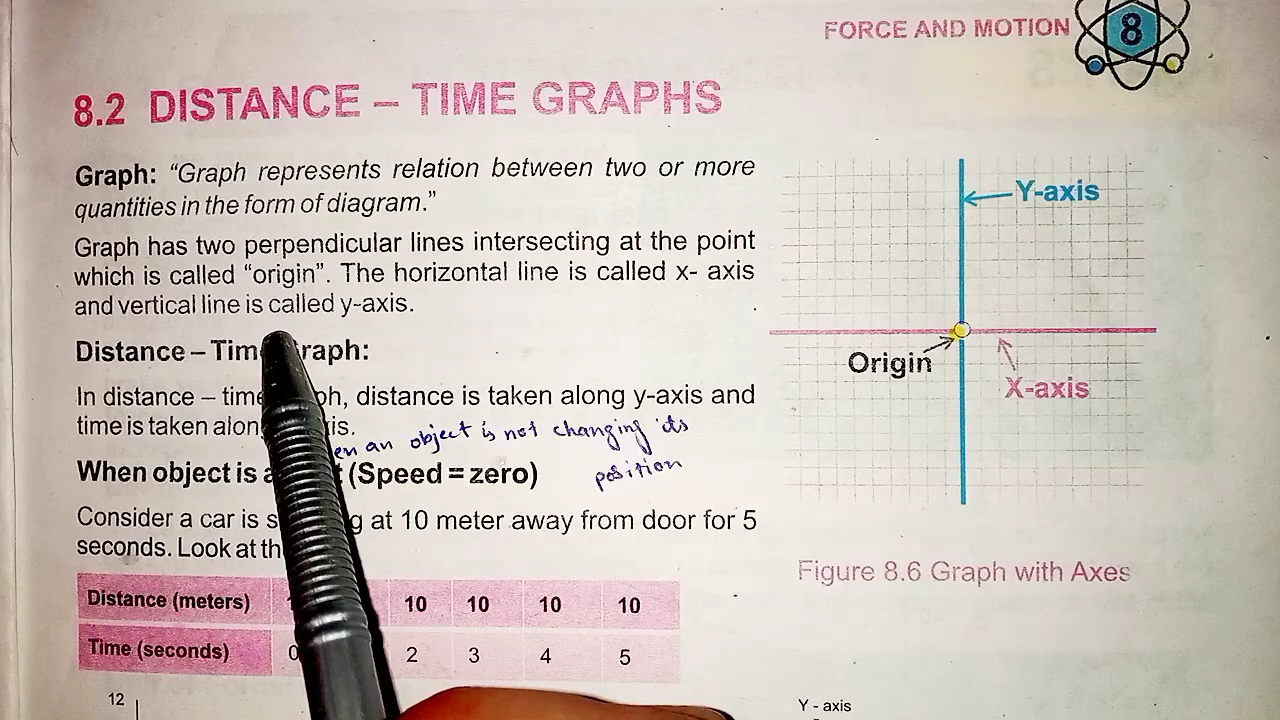 FORCE AND MOTION
8
8.2 DISTANCE – TIME GRAPHS
Graph: “Graph represents relation between two or more
quantities in the form of diagram.”
Graph has two perpendicular lines intersecting at the point
which is called “origin”. The horizontal line is called x- axis
and vertical line is called y-axis.
Distance – Tim raph:
In distance – time ph, distance is taken along y-axis and
time is taken alon is.
en an object is not changing its
position
When object is a t (Speed = zero)
Consider a car is s g at 10 meter away from door for 5
seconds. Look at th
Distance (meters) 1 10 10 10 10
Time (seconds) 0 2 3 4 5
12
Y-axis
Origin
X-axis
Figure 8.6 Graph with Axes
Y - axis